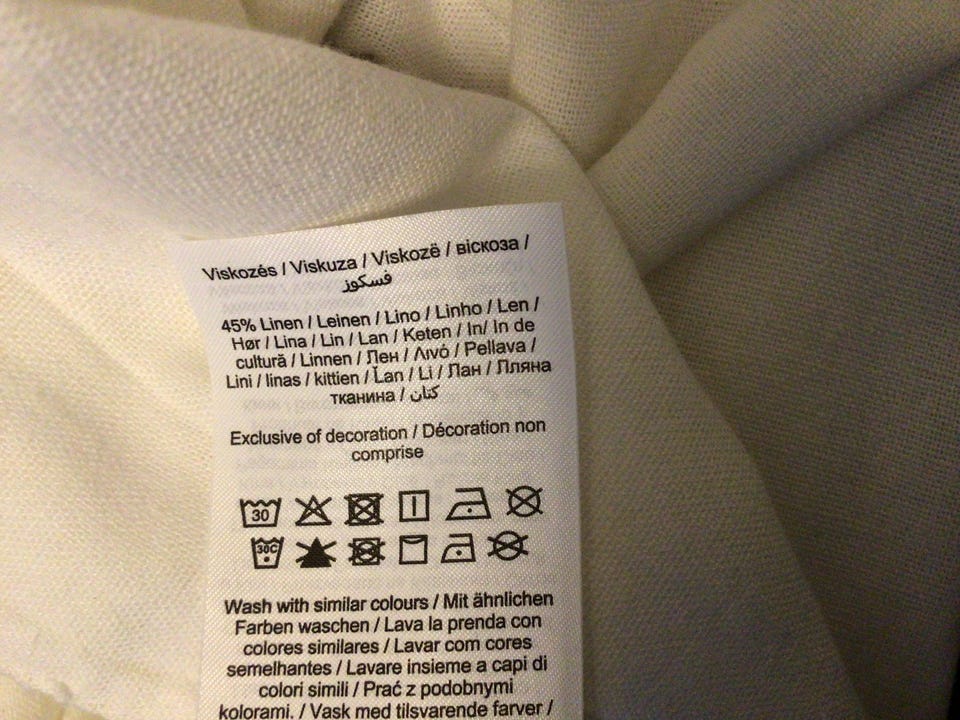 Viskozés / Viskuza / Viskozë / вiскоза /
فسكوز
45% Linen / Leinen / Lino / Linho / Len /
Hør / Lina / Lin / Lan / Keten / In/ In de
cultură / Linnen / Лен / Λινό / Pellava /
Lini / linas / kittien / Ľan / Li / Лан / Лляна
тканина / كتان
Exclusive of decoration / Décoration non
comprise
30
30C
Wash with similar colours / Mit ähnlichen
Farben waschen / Lava la prenda con
colores similares / Lavar com cores
semelhantes / Lavare insieme a capi di
colori simili / Prać z podobnymi
kolorami. / Vask med tilsvarende farver /